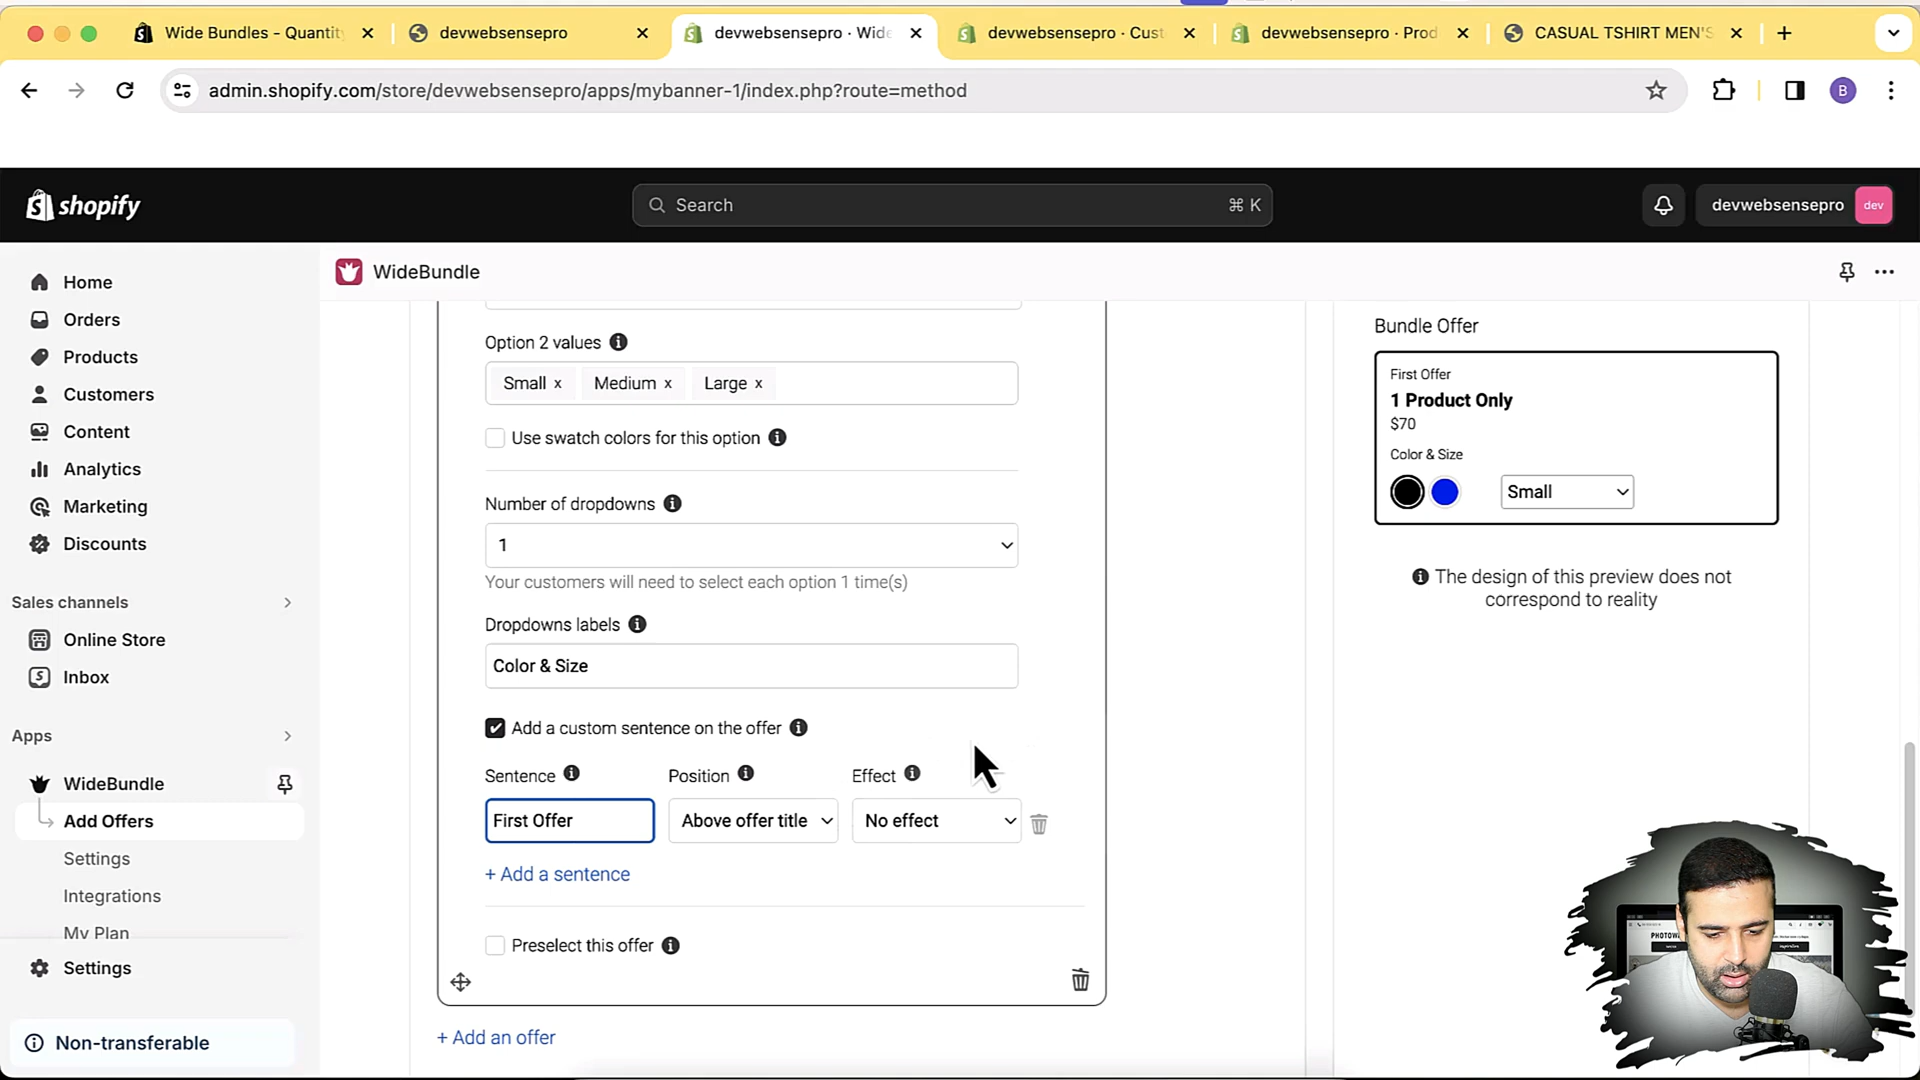 Wide Bundles - Quantity
devwebsensepro
devwebsensepro · Wide
devwebsensepro · Cust
devwebsensepro · Prod
CASUAL TSHIRT MEN'S
admin.shopify.com/store/devwebsensepro/apps/mybanner-1/index.php?route=method
B
shopify
Search
⌘ K
devwebsensepro
dev
Home
Orders
Products
Customers
Content
Analytics
Marketing
Discounts
Sales channels
Online Store
Inbox
Apps
WideBundle
Add Offers
Settings
Integrations
My Plan
Settings
Non-transferable
WideBundle
Option 2 values
Small x Medium x Large x
Use swatch colors for this option
Number of dropdowns
1
Your customers will need to select each option 1 time(s)
Dropdowns labels
Color & Size
Add a custom sentence on the offer
Sentence Position Effect
First Offer Above offer title No effect
+ Add a sentence
Preselect this offer
+ Add an offer
Bundle Offer
First Offer
1 Product Only
$70
Color & Size
Small
The design of this preview does not
correspond to reality